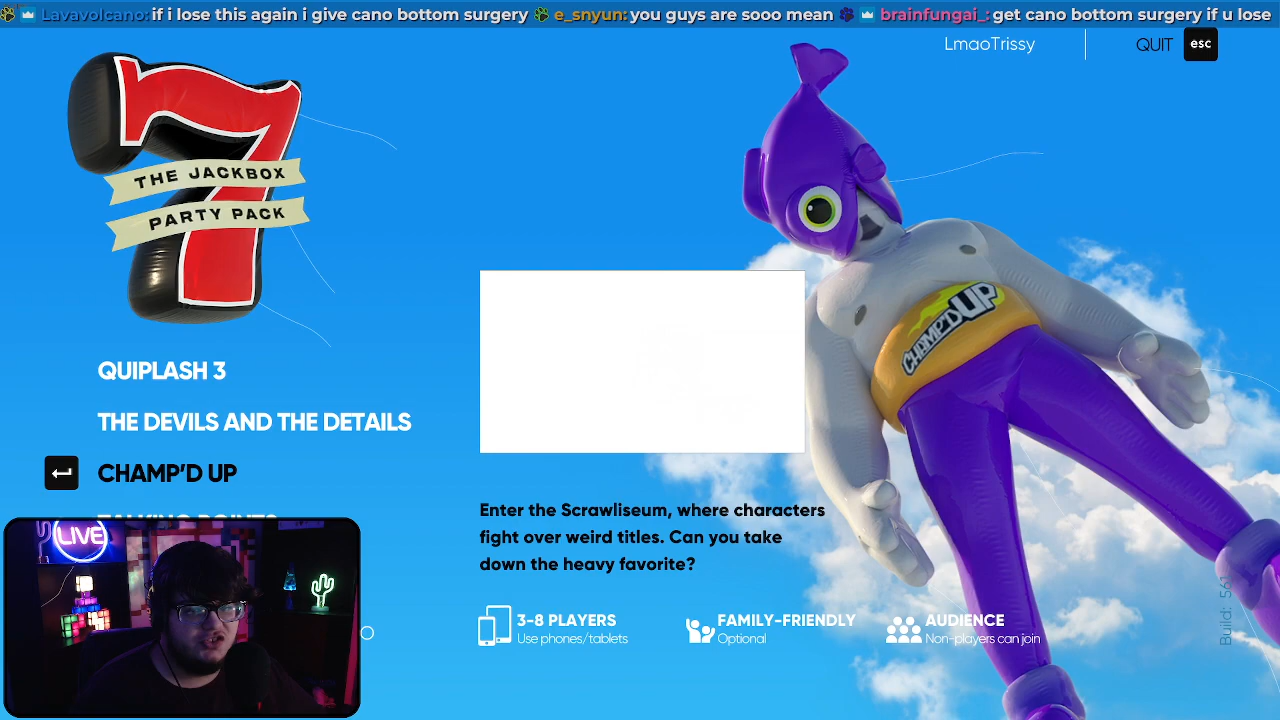 Lavavolcano: if i lose this again i give cano bottom surgery e_snyun: you guys are sooo mean brainfungai_: get cano bottom surgery if u lose
LmaoTrissy
QUIT esc
THE JACKBOX
PARTY PACK
CHAMP'D UP
QUIPLASH 3
THE DEVILS AND THE DETAILS
CHAMP'D UP
Enter the Scrawliseum, where characters
fight over weird titles. Can you take
down the heavy favorite?
3-8 PLAYERS
Use phones/tablets
FAMILY-FRIENDLY
Optional
AUDIENCE
Non-players can join
LIVE